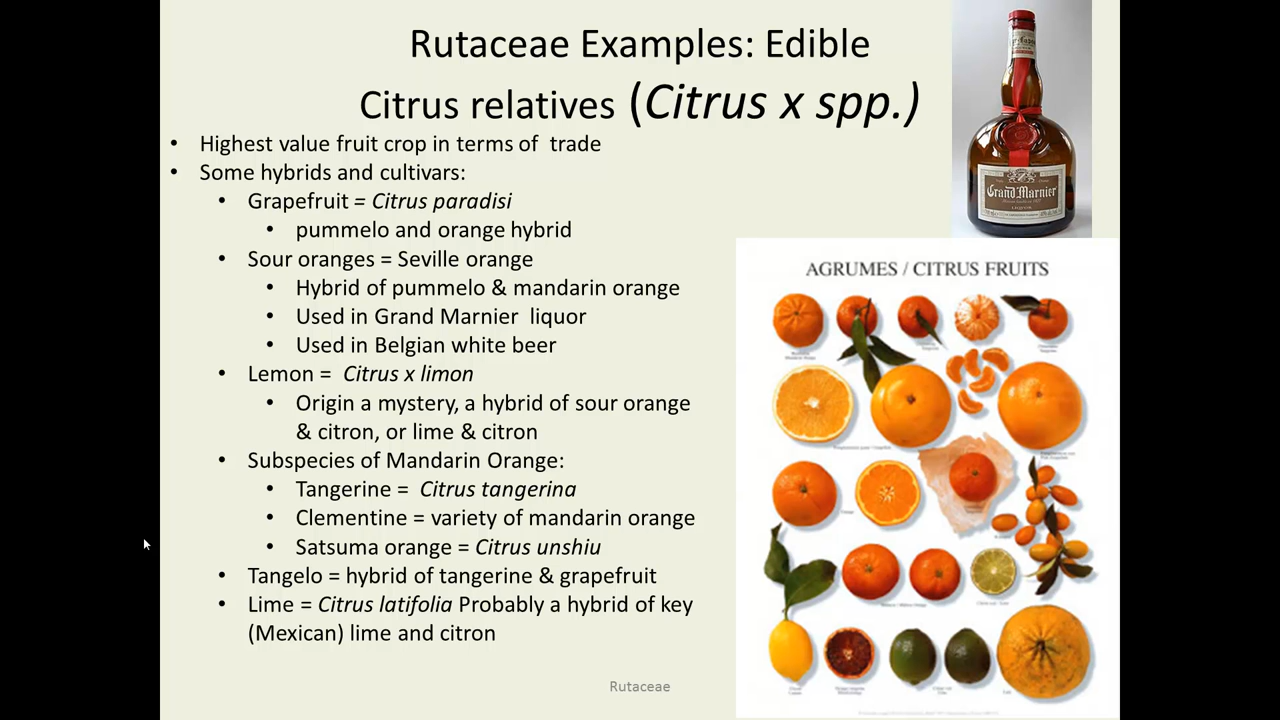 Rutaceae Examples: Edible
Citrus relatives (Citrus x spp.)
• Highest value fruit crop in terms of trade
• Some hybrids and cultivars:
• Grapefruit = Citrus paradisi
• pummelo and orange hybrid
• Sour oranges = Seville orange
• Hybrid of pummelo & mandarin orange
• Used in Grand Marnier liquor
• Used in Belgian white beer
• Lemon = Citrus x limon
• Origin a mystery, a hybrid of sour orange
& citron, or lime & citron
• Subspecies of Mandarin Orange:
• Tangerine = Citrus tangerina
• Clementine = variety of mandarin orange
• Satsuma orange = Citrus unshiu
• Tangelo = hybrid of tangerine & grapefruit
• Lime = Citrus latifolia Probably a hybrid of key
(Mexican) lime and citron
Grand Marnier
AGRUMES / CITRUS FRUITS
Rutaceae